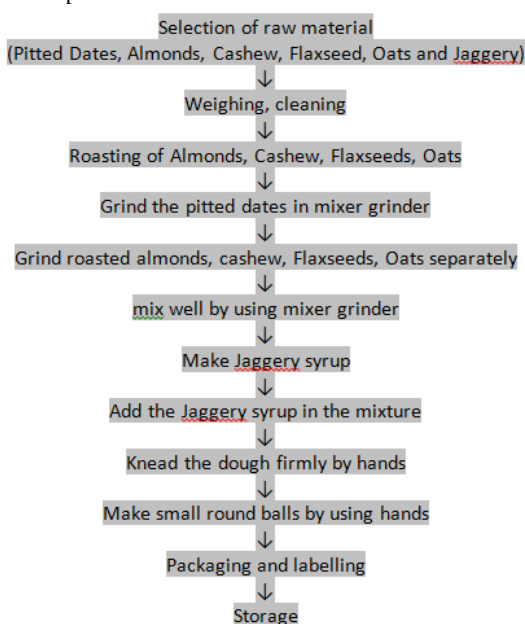 Selection of raw material
(Pitted Dates, Almonds, Cashew, Flaxseed, Oats and Jaggery)
↓
Weighing, cleaning
↓
Roasting of Almonds, Cashew, Flaxseeds, Oats
↓
Grind the pitted dates in mixer grinder
↓
Grind roasted almonds, cashew, Flaxseeds, Oats separately
↓
mix well by using mixer grinder
↓
Make Jaggery syrup
↓
Add the Jaggery syrup in the mixture
↓
Knead the dough firmly by hands
↓
Make small round balls by using hands
↓
Packaging and labelling
↓
Storage